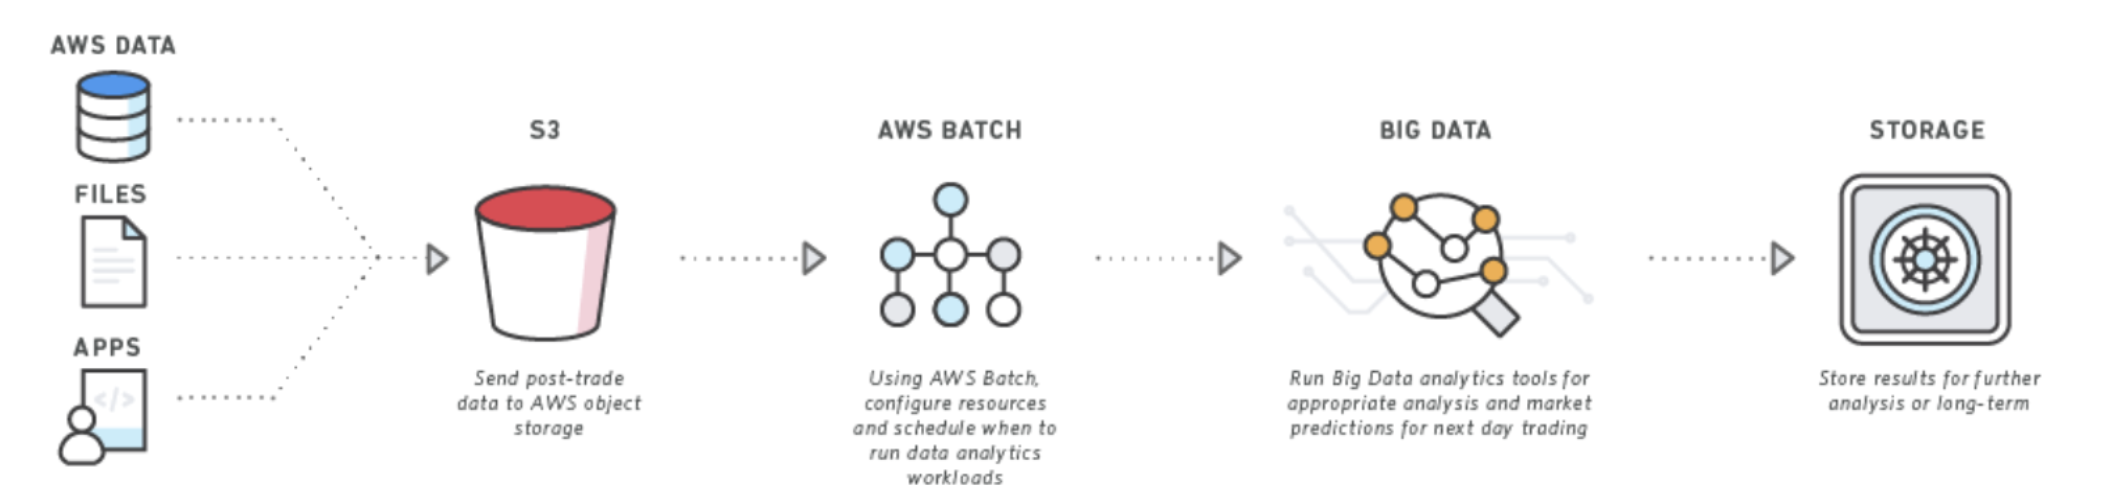 AWS DATA
FILES
APPS
</>
S3
Send post-trade
data to AWS object
storage
AWS BATCH
Using AWS Batch,
configure resources
and schedule when to
run data analytics
workloads
BIG DATA
Run Big Data analytics tools for
appropriate analysis and market
predictions for next day trading
STORAGE
Store results for further
analysis or long-term